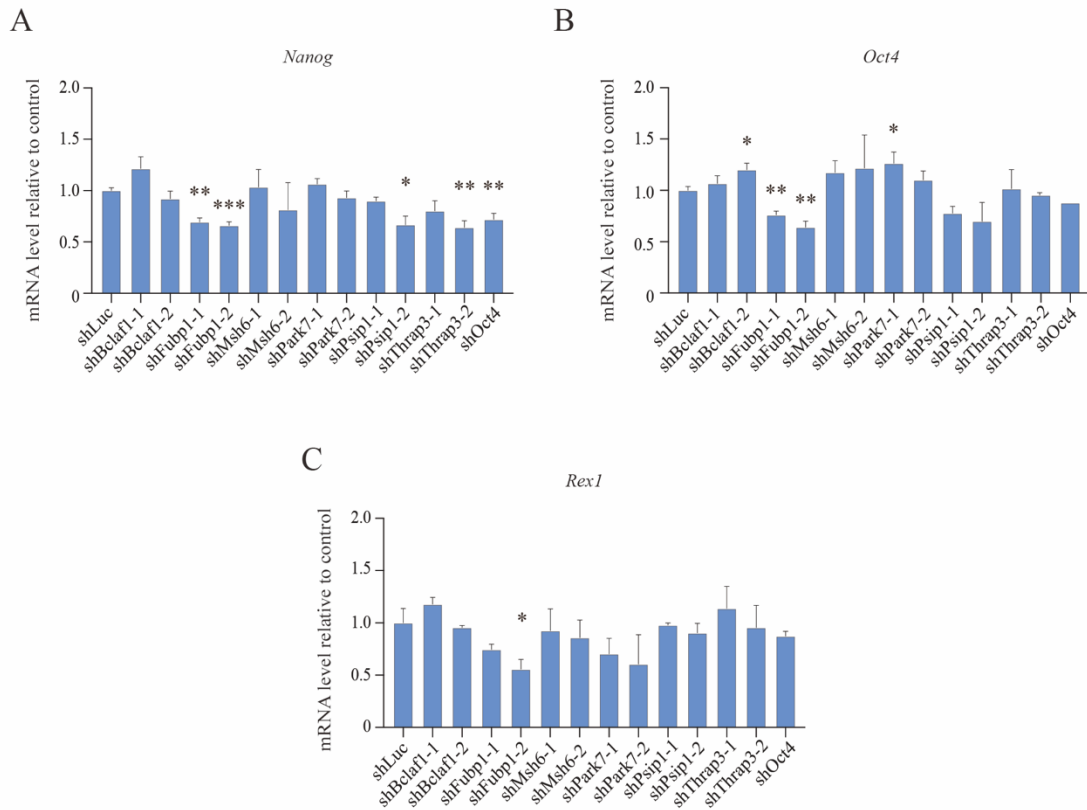 A
Nanog
mRNA level relative to control
2.0
1.5
1.0
0.5
0
** *** * ** **
shLuc
shBclaf1-1
shBclaf1-2
shFubp1-1
shFubp1-2
shMsh6-1
shMsh6-2
shPark7-1
shPark7-2
shPsip1-1
shPsip1-2
shThrap3-1
shThrap3-2
shOct4
B
Oct4
mRNA level relative to control
2.0
1.5
1.0
0.5
0
* ** ** *
shLuc
shBclaf1-1
shBclaf1-2
shFubp1-1
shFubp1-2
shMsh6-1
shMsh6-2
shPark7-1
shPark7-2
shPsip1-1
shPsip1-2
shThrap3-1
shThrap3-2
shOct4
C
Rex1
mRNA level relative to control
2.0
1.5
1.0
0.5
0
*
shLuc
shBclaf1-1
shBclaf1-2
shFubp1-1
shFubp1-2
shMsh6-1
shMsh6-2
shPark7-1
shPark7-2
shPsip1-1
shPsip1-2
shThrap3-1
shThrap3-2
shOct4